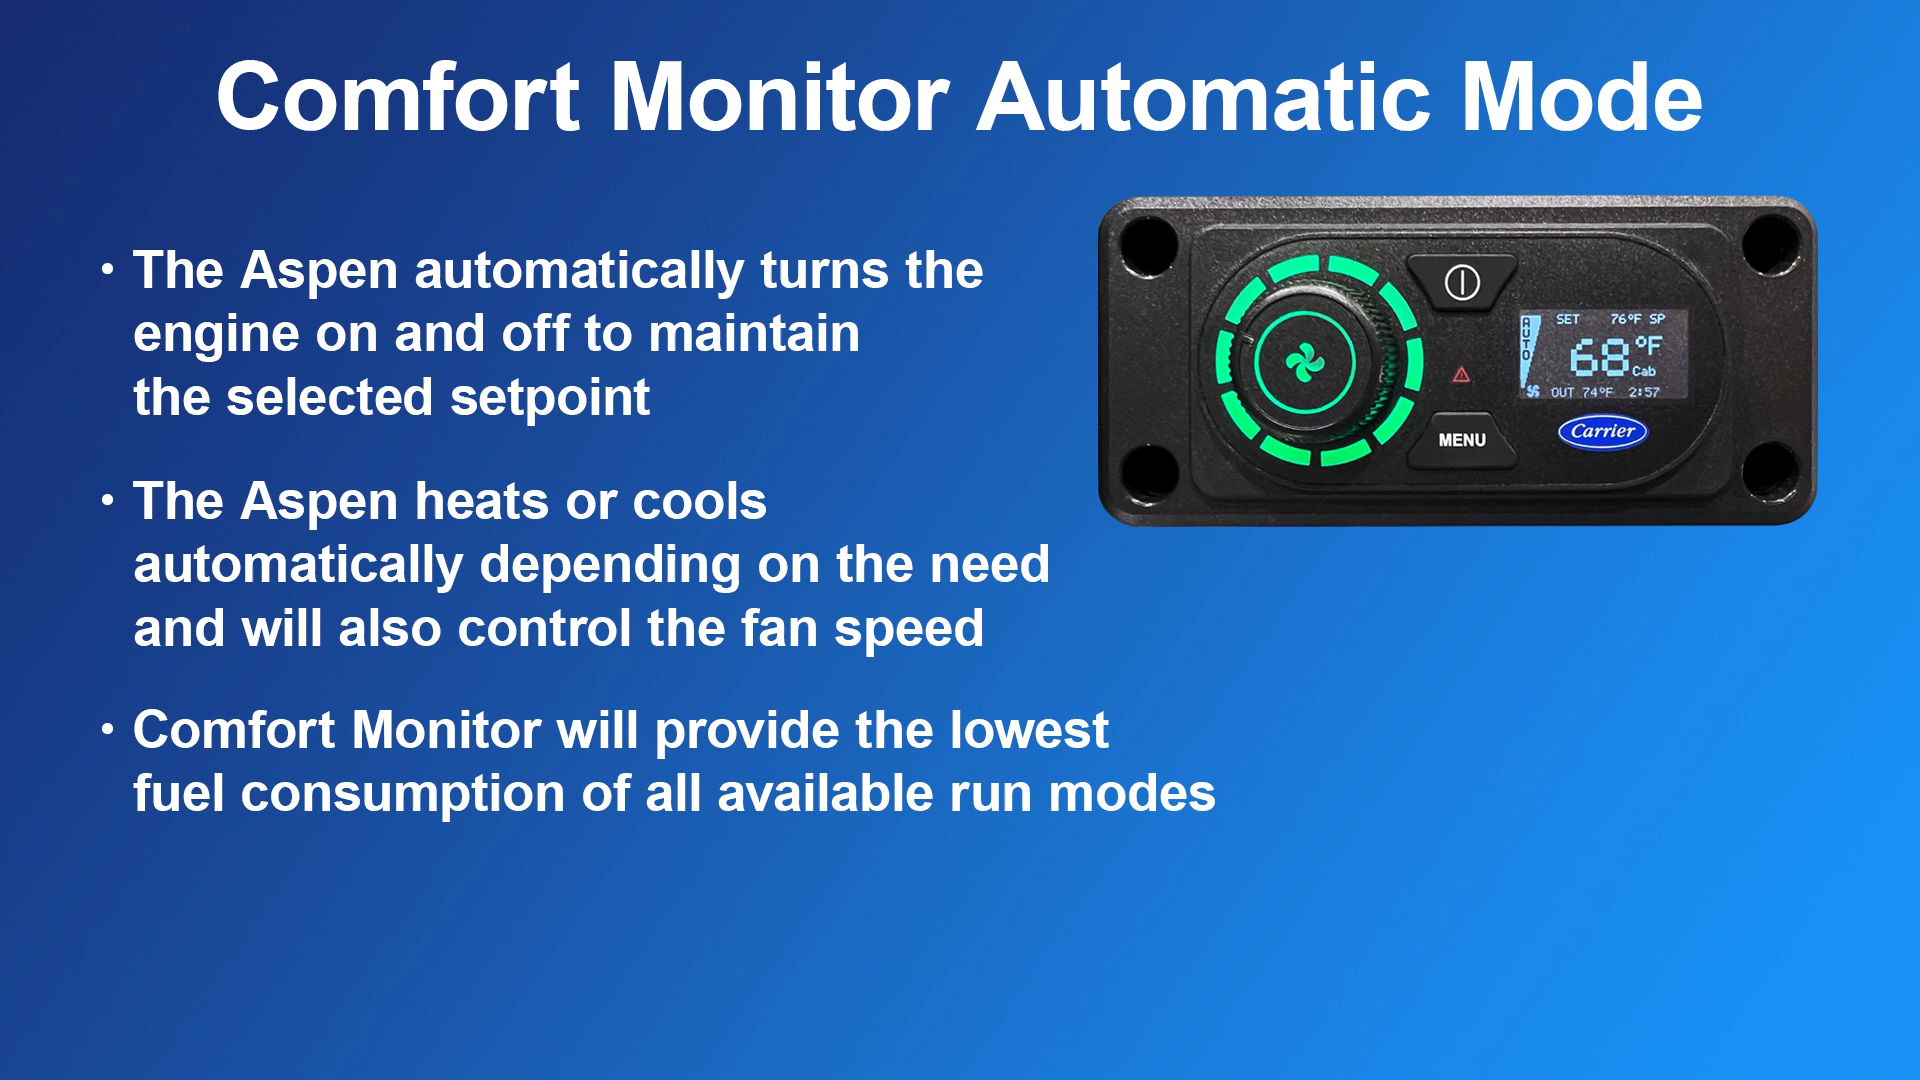 Comfort Monitor Automatic Mode
• The Aspen automatically turns the
engine on and off to maintain
the selected setpoint
• The Aspen heats or cools
automatically depending on the need
and will also control the fan speed
• Comfort Monitor will provide the lowest
fuel consumption of all available run modes
AUTO
SET 76°F SP
68°F
Cab
OUT 74°F 2:57
MENU
Carrier